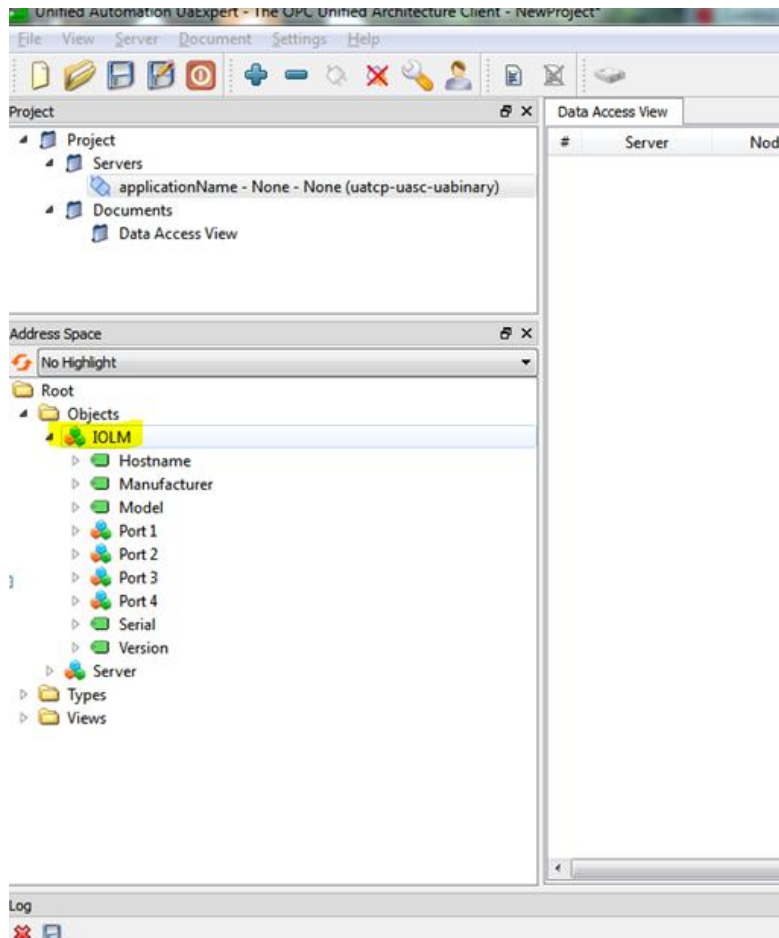 Unified Automation UaExpert - The OPC Unified Architecture Client - NewProject*
File View Server Document Settings Help
Project
Data Access View
Project
# Server Nod
Servers
applicationName - None - None (uatcp-uasc-uabinary)
Documents
Data Access View
Address Space
No Highlight
Root
Objects
IOLM
Hostname
Manufacturer
Model
Port 1
Port 2
Port 3
Port 4
Serial
Version
Server
Types
Views
Log